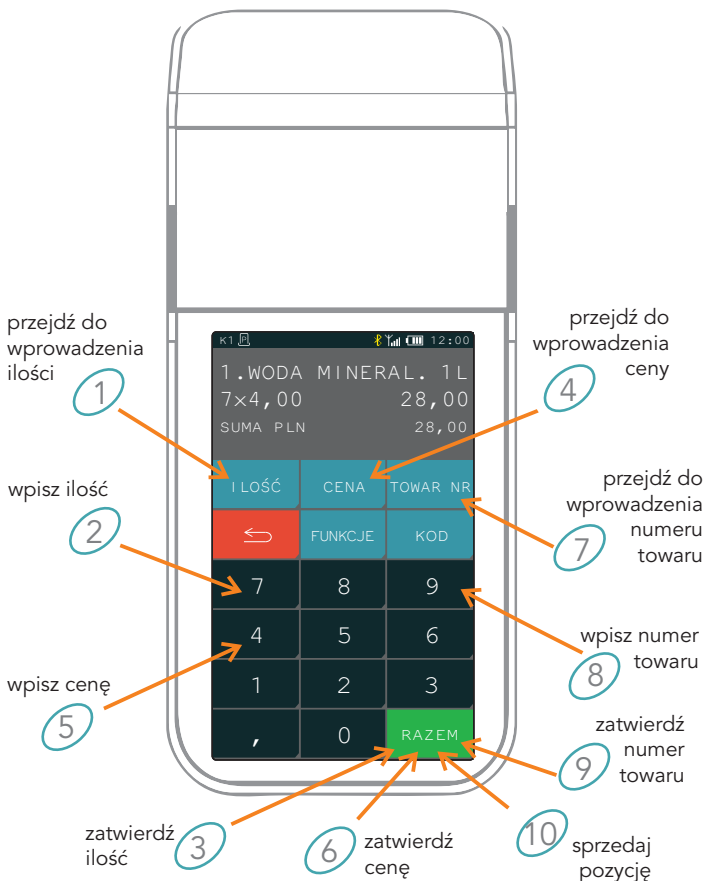 przejdź do
wprowadzenia
ilości
1
wpisz ilość
2
wpisz cenę
5
K1 P 12:00
1.WODA MINERAL. 1L
7×4,00 28,00
SUMA PLN 28,00
ILOŚĆ CENA TOWAR NR
FUNKCJE KOD
7 8 9
4 5 6
1 2 3
, 0 RAZEM
przejdź do
wprowadzenia
ceny
4
przejdź do
wprowadzenia
numeru
towaru
7
wpisz numer
towaru
8
zatwierdź
numer
towaru
9
zatwierdź
ilość
3
6
zatwierdź
cenę
10
sprzedaj
pozycję